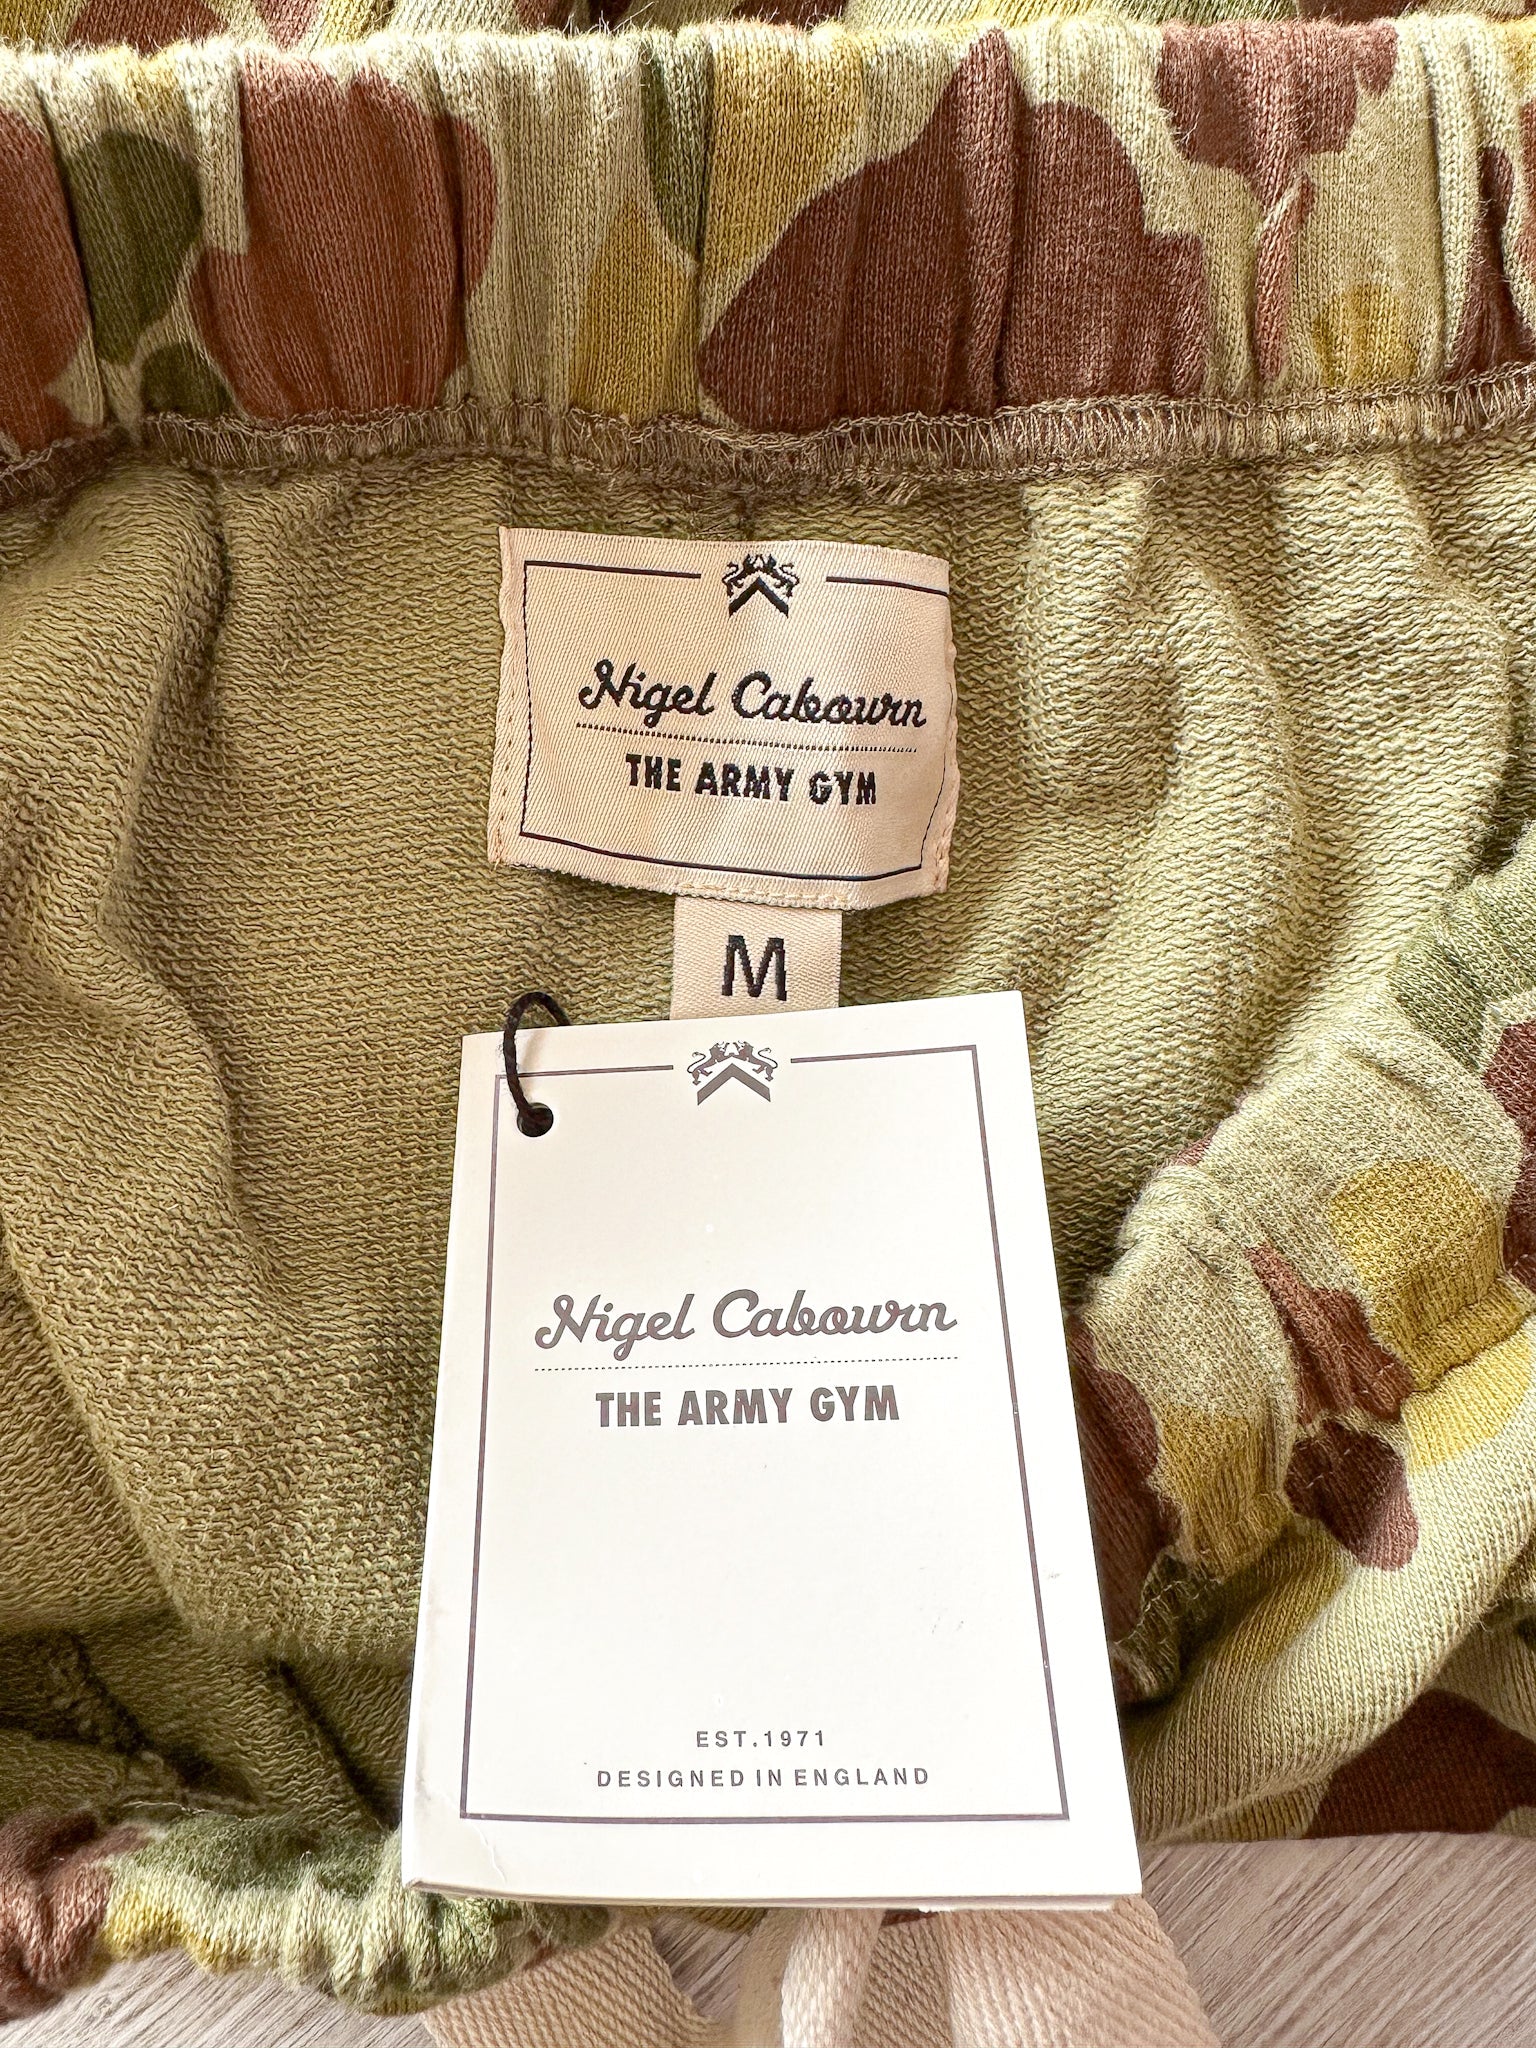 Nigel Cabourn
THE ARMY GYM
M
Nigel Cabourn
THE ARMY GYM
EST.1971
DESIGNED IN ENGLAND